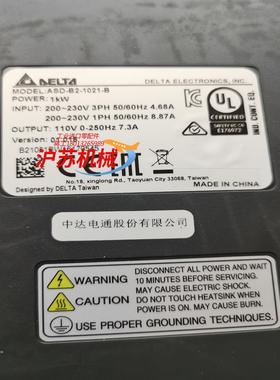 DELTA
DELTA ELECTRONICS, INC.
MODEL: ASD-B2-1021-B
POWER: 1kW
INPUT: 200~230V 3PH 50/60Hz 4.68A
200~230V 1PH 50/60Hz 8.87A
OUTPUT: 110V 0-250Hz 7.3A
Version: 01.018
UL
LISTED
沪苏机械
No.18, xinglong Rd., Taoyuan City 33068, Taiwan
Designed by DELTA Taiwan
MADE IN CHINA
中达电通股份有限公司
WARNING
CAUTION
DISCONNECT ALL POWER AND WAIT
10 MINUTES BEFORE SERVICING.
MAY CAUSE ELECTRIC SHOCK.
DO NOT TOUCH HEATSINK WHEN
POWER IS ON. MAY CAUSE BURN.
USE PROPER GROUNDING TECHNIQUES.